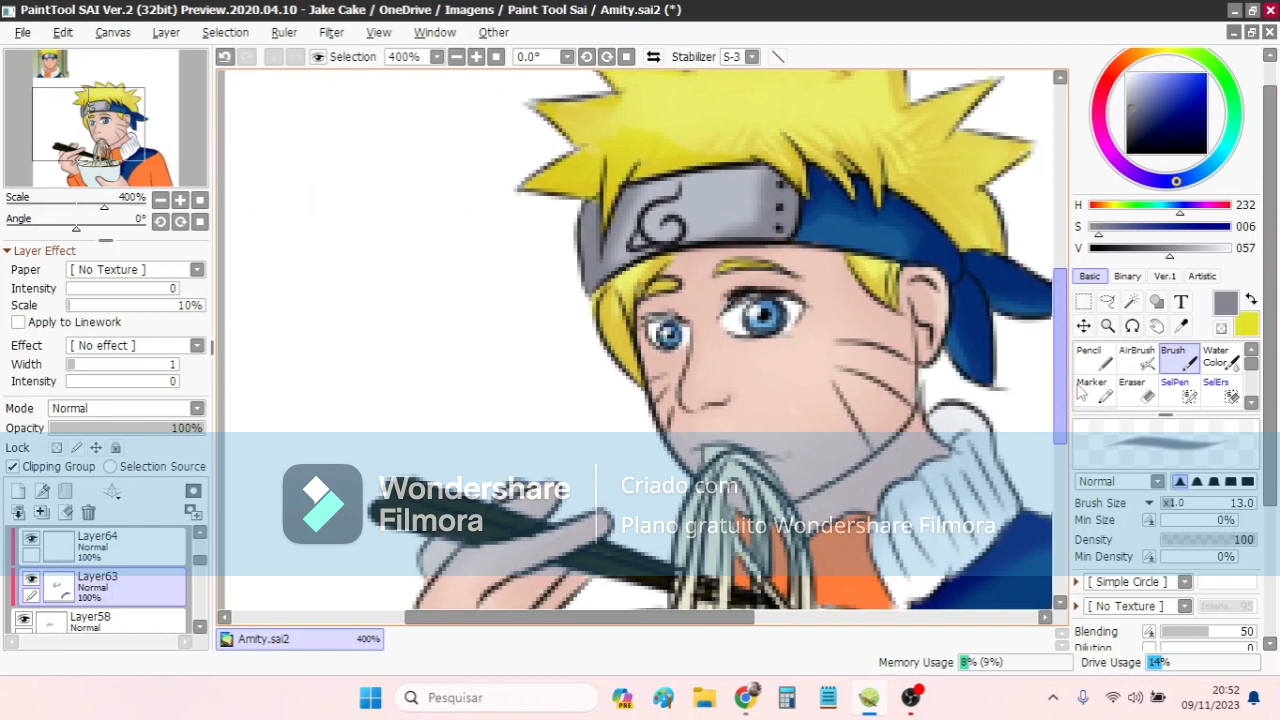 PaintTool SAI Ver.2 (32bit) Preview.2020.04.10 - Jake Cake / OneDrive / Imagens / Paint Tool Sai / Amity.sai2 (*)
File Edit Canvas Layer Selection Ruler Filter View Window Other
Selection 400% 0.0° Stabilizer S-3
Scale 400%
Angle 0°
Layer Effect
Paper [ No Texture ]
Intensity 0
Scale 10%
Apply to Linework
Effect [ No effect ]
Width 1
Intensity 0
Mode Normal
Opacity 100%
Lock
Clipping Group Selection Source
Layer64
Normal
100%
Layer63
Normal
100%
Layer58
Normal
Wondershare
Filmora
Criado com
Plano gratuito Wondershare Filmora
H 232
S 006
V 057
Basic Binary Ver.1 Artistic
T
Pencil AirBrush Brush Water
Color
Marker Eraser SelPen SelErs
Normal
Brush Size x1.0 13.0
Min Size 0%
Density 100
Min Density 0%
[ Simple Circle ]
[ No Texture ] Intens. 95
Blending 50
Dilution 0
Amity.sai2 400%
Memory Usage 8% (9%) Drive Usage 14%
Pesquisar
PRE
20:52
09/11/2023